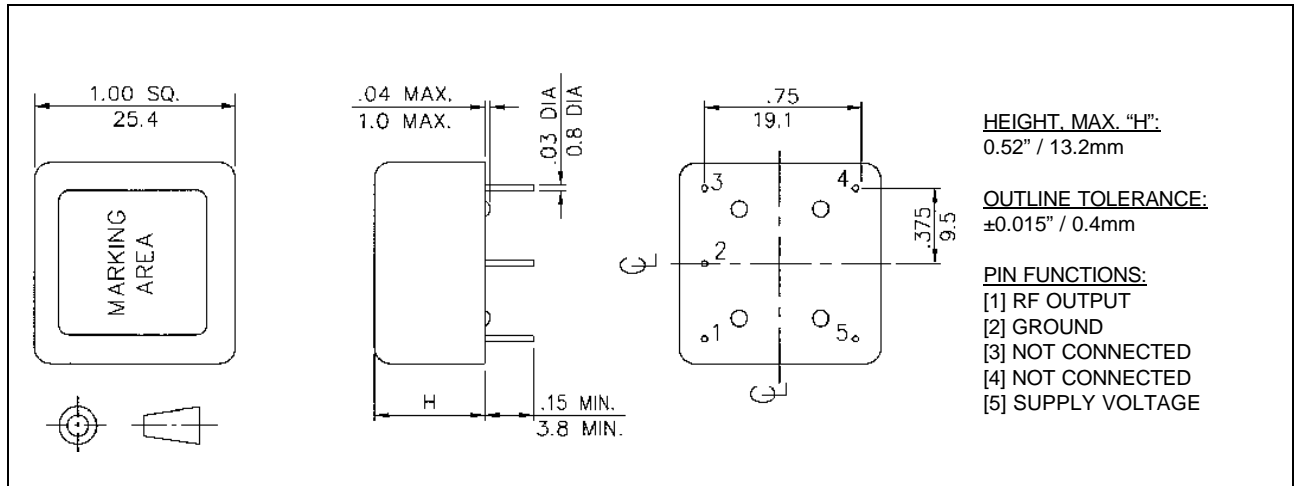 1.00 SQ.
25.4
MARKING
AREA
.04 MAX.
1.0 MAX.
.03 DIA
0.8 DIA
H
.15 MIN.
3.8 MIN.
.75
19.1
3
4
2
1
5
.375
9.5
CL
CL
HEIGHT, MAX. “H”:
0.52” / 13.2mm
OUTLINE TOLERANCE:
±0.015” / 0.4mm
PIN FUNCTIONS:
[1] RF OUTPUT
[2] GROUND
[3] NOT CONNECTED
[4] NOT CONNECTED
[5] SUPPLY VOLTAGE